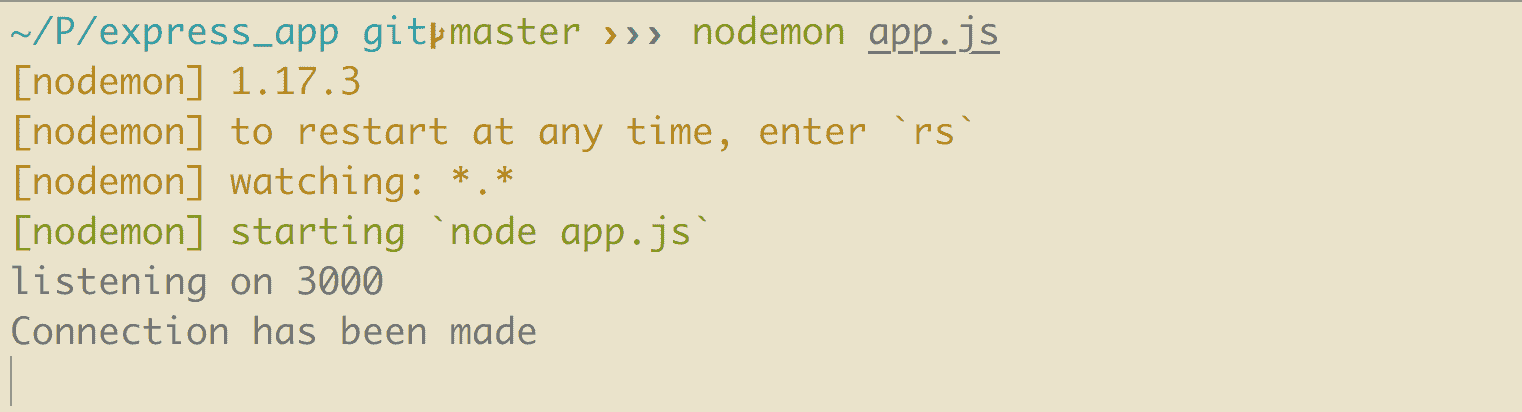 ~/P/express_app git master ››› nodemon app.js
[nodemon] 1.17.3
[nodemon] to restart at any time, enter `rs`
[nodemon] watching: *.*
[nodemon] starting `node app.js`
listening on 3000
Connection has been made